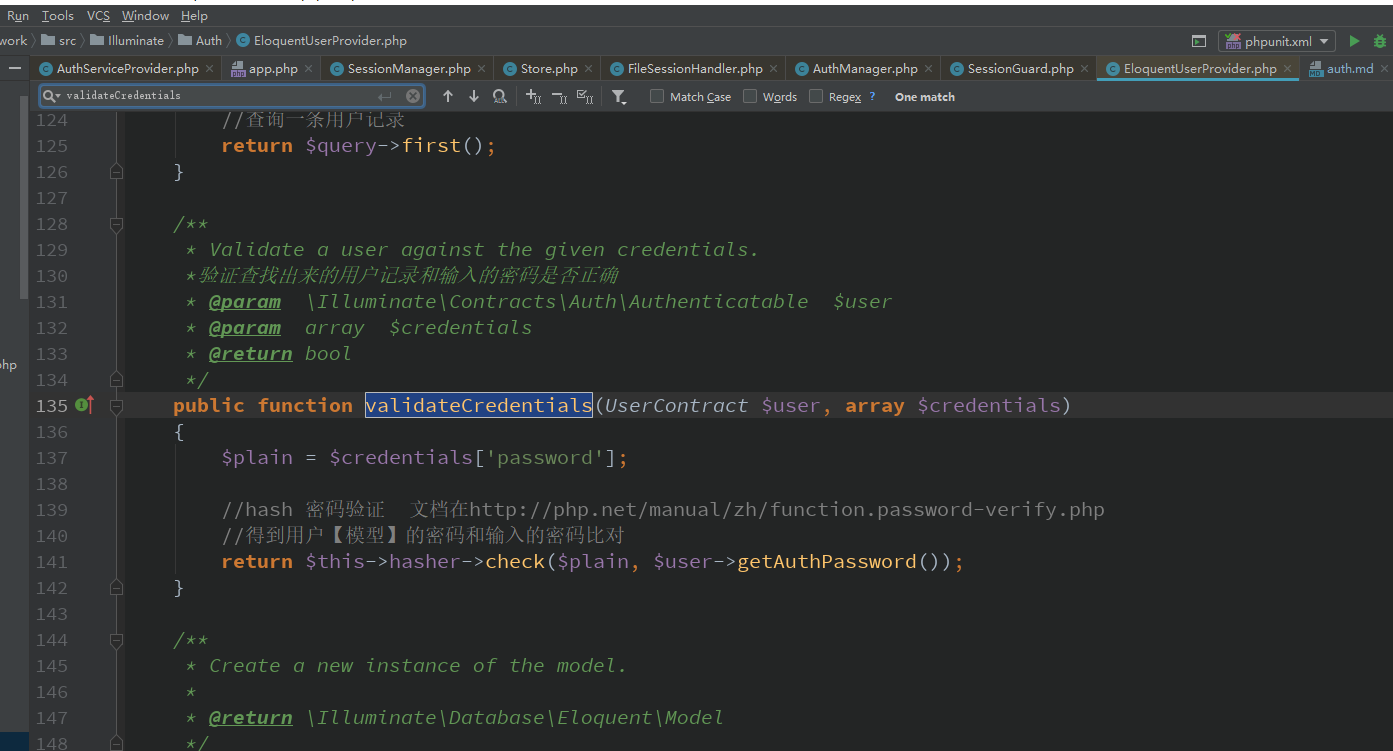 Run Tools VCS Window Help
work src Illuminate Auth EloquentUserProvider.php phpunit.xml
AuthServiceProvider.php app.php SessionManager.php Store.php FileSessionHandler.php AuthManager.php SessionGuard.php EloquentUserProvider.php auth.md
validateCredentials Match Case Words Regex ? One match
124 //查询一条用户记录
125 return $query->first();
126 }
127
128 /**
129 * Validate a user against the given credentials.
130 *验证查找出来的用户记录和输入的密码是否正确
131 * @param \Illuminate\Contracts\Auth\Authenticatable $user
132 * @param array $credentials
133 * @return bool
php
134 */
135 public function validateCredentials(UserContract $user, array $credentials)
136 {
137 $plain = $credentials['password'];
138
139 //hash 密码验证 文档在http://php.net/manual/zh/function.password-verify.php
140 //得到用户【模型】的密码和输入的密码比对
141 return $this->hasher->check($plain, $user->getAuthPassword());
142 }
143
144 /**
145 * Create a new instance of the model.
146 *
147 * @return \Illuminate\Database\Eloquent\Model
148 */